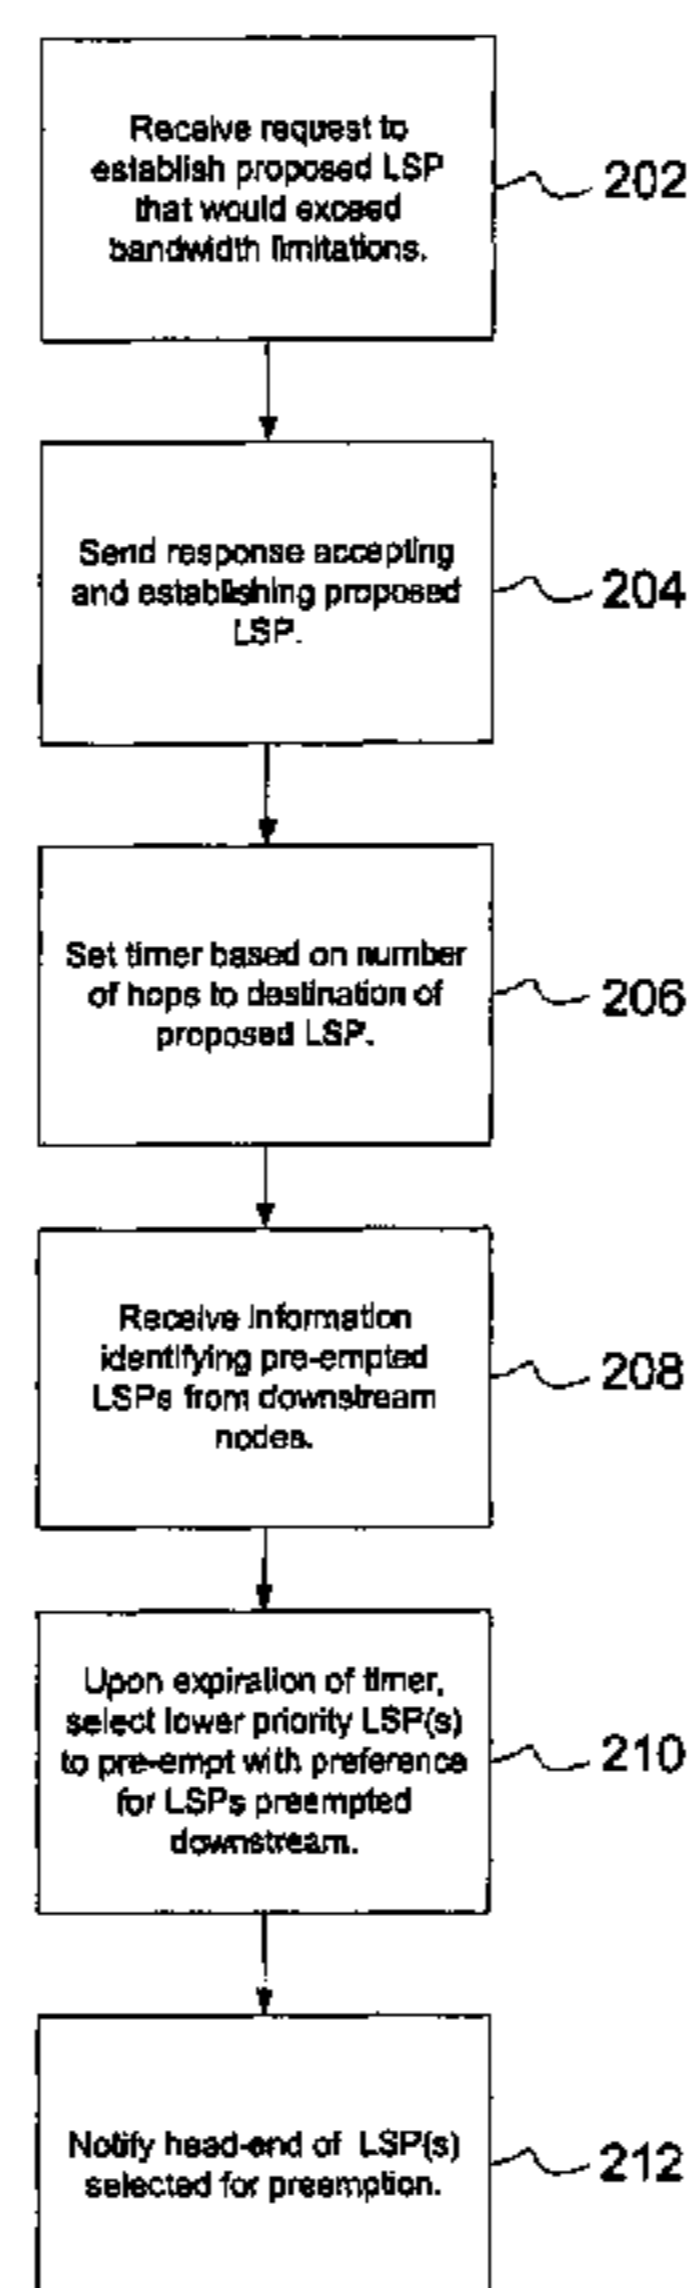 Receive request to
establish proposed LSP
that would exceed
bandwidth limitations.
202
Send response accepting
and establishing proposed
LSP.
204
Set timer based on number
of hops to destination of
proposed LSP.
206
Receive information
identifying pre-empted
LSPs from downstream
nodes.
208
Upon expiration of timer,
select lower priority LSP(s)
to pre-empt with preference
for LSPs preempted
downstream.
210
Notify head-end of LSP(s)
selected for preemption.
212